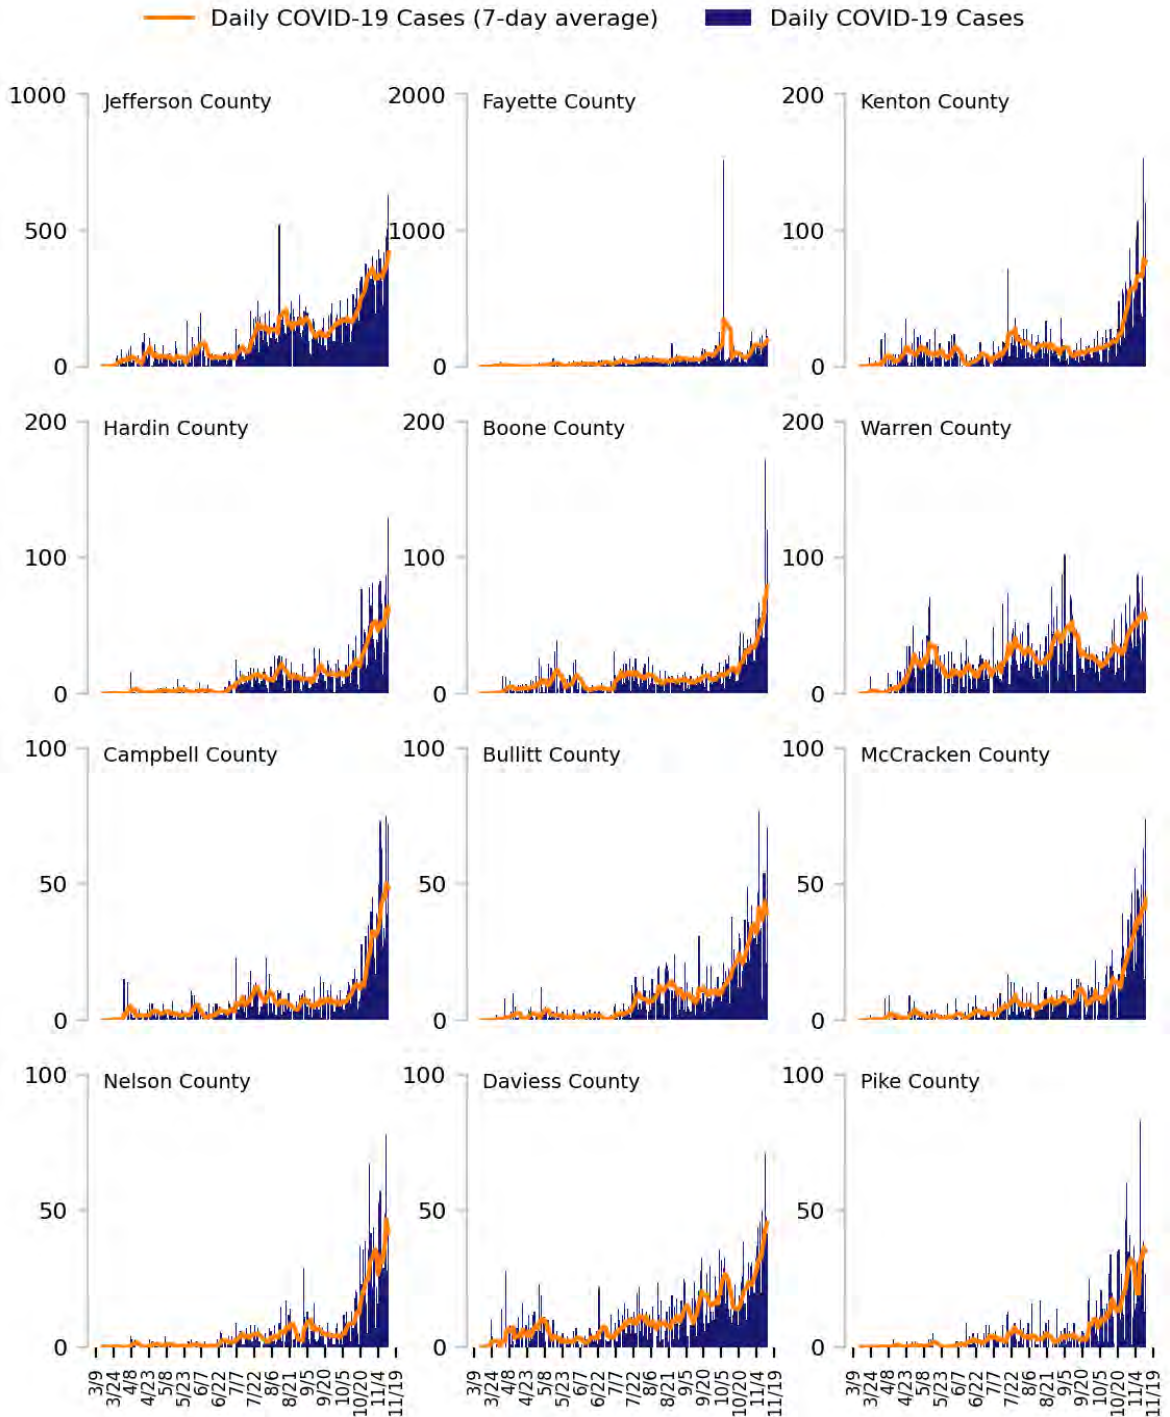 Daily COVID-19 Cases (7-day average) Daily COVID-19 Cases
1000 Jefferson County 2000 Fayette County 200 Kenton County
500 1000 100
0 0 0
200 Hardin County 200 Boone County 200 Warren County
100 100 100
0 0 0
100 Campbell County 100 Bullitt County 100 McCracken County
50 50 50
0 0 0
100 Nelson County 100 Daviess County 100 Pike County
50 50 50
0 0 0
3/9 3/24 4/8 4/23 5/8 5/23 6/7 6/22 7/7 7/22 8/6 8/21 9/5 9/20 10/5 10/20 11/4 11/19 3/9 3/24 4/8 4/23 5/8 5/23 6/7 6/22 7/7 7/22 8/6 8/21 9/5 9/20 10/5 10/20 11/4 11/19 3/9 3/24 4/8 4/23 5/8 5/23 6/7 6/22 7/7 7/22 8/6 8/21 9/5 9/20 10/5 10/20 11/4 11/19